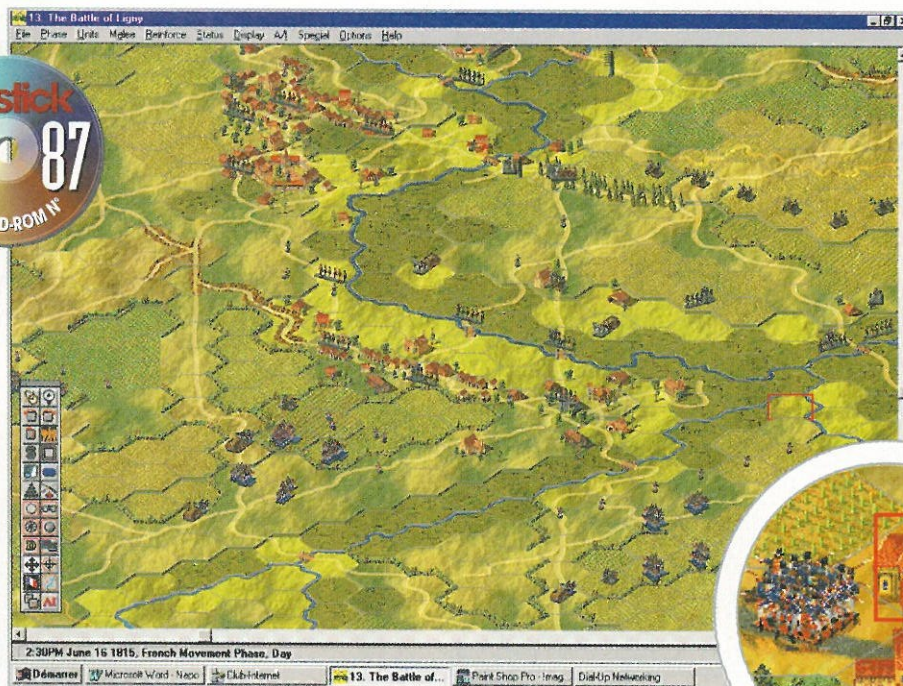 13. The Battle of Ligny
File Phase Units Melee Reinforce Status Display A/I Special Options Help
stick
87
CD-ROM N°
AI
2:30PM June 16 1815, French Movement Phase, Day
Démarrer Microsoft Word - Napo Club-Internet 13. The Battle of... Paint Shop Pro - Imag... Dial-Up Networking